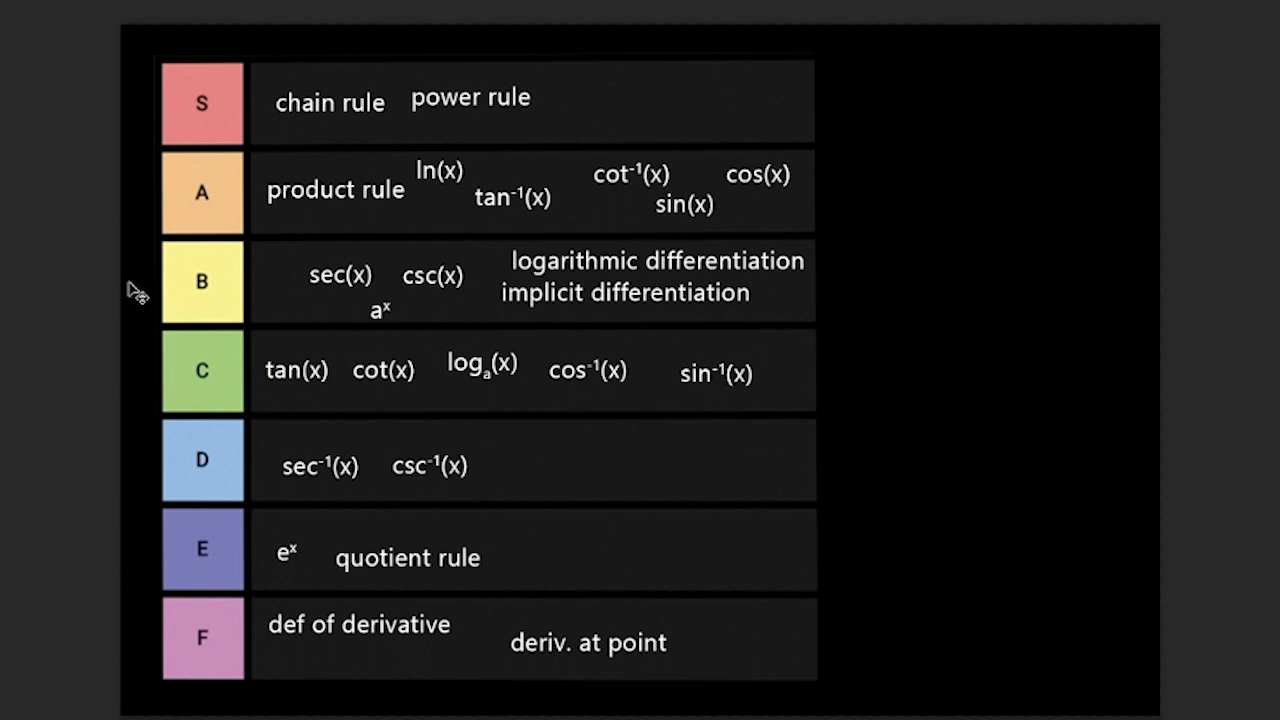 S
chain rule power rule
A
product rule ln(x) tan⁻¹(x) cot⁻¹(x) sin(x) cos(x)
B
sec(x) csc(x) logarithmic differentiation
aˣ implicit differentiation
C
tan(x) cot(x) logₐ(x) cos⁻¹(x) sin⁻¹(x)
D
sec⁻¹(x) csc⁻¹(x)
E
eˣ quotient rule
F
def of derivative deriv. at point